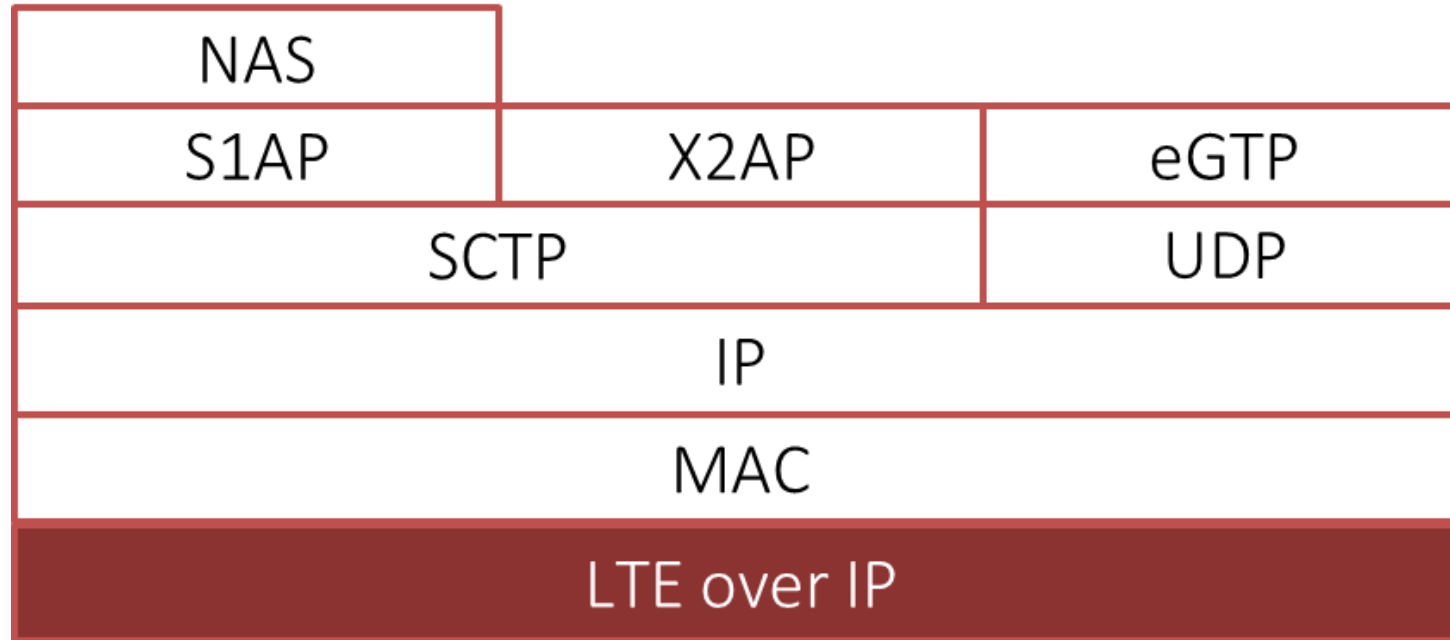 NAS
S1AP X2AP eGTP
SCTP UDP
IP
MAC
LTE over IP